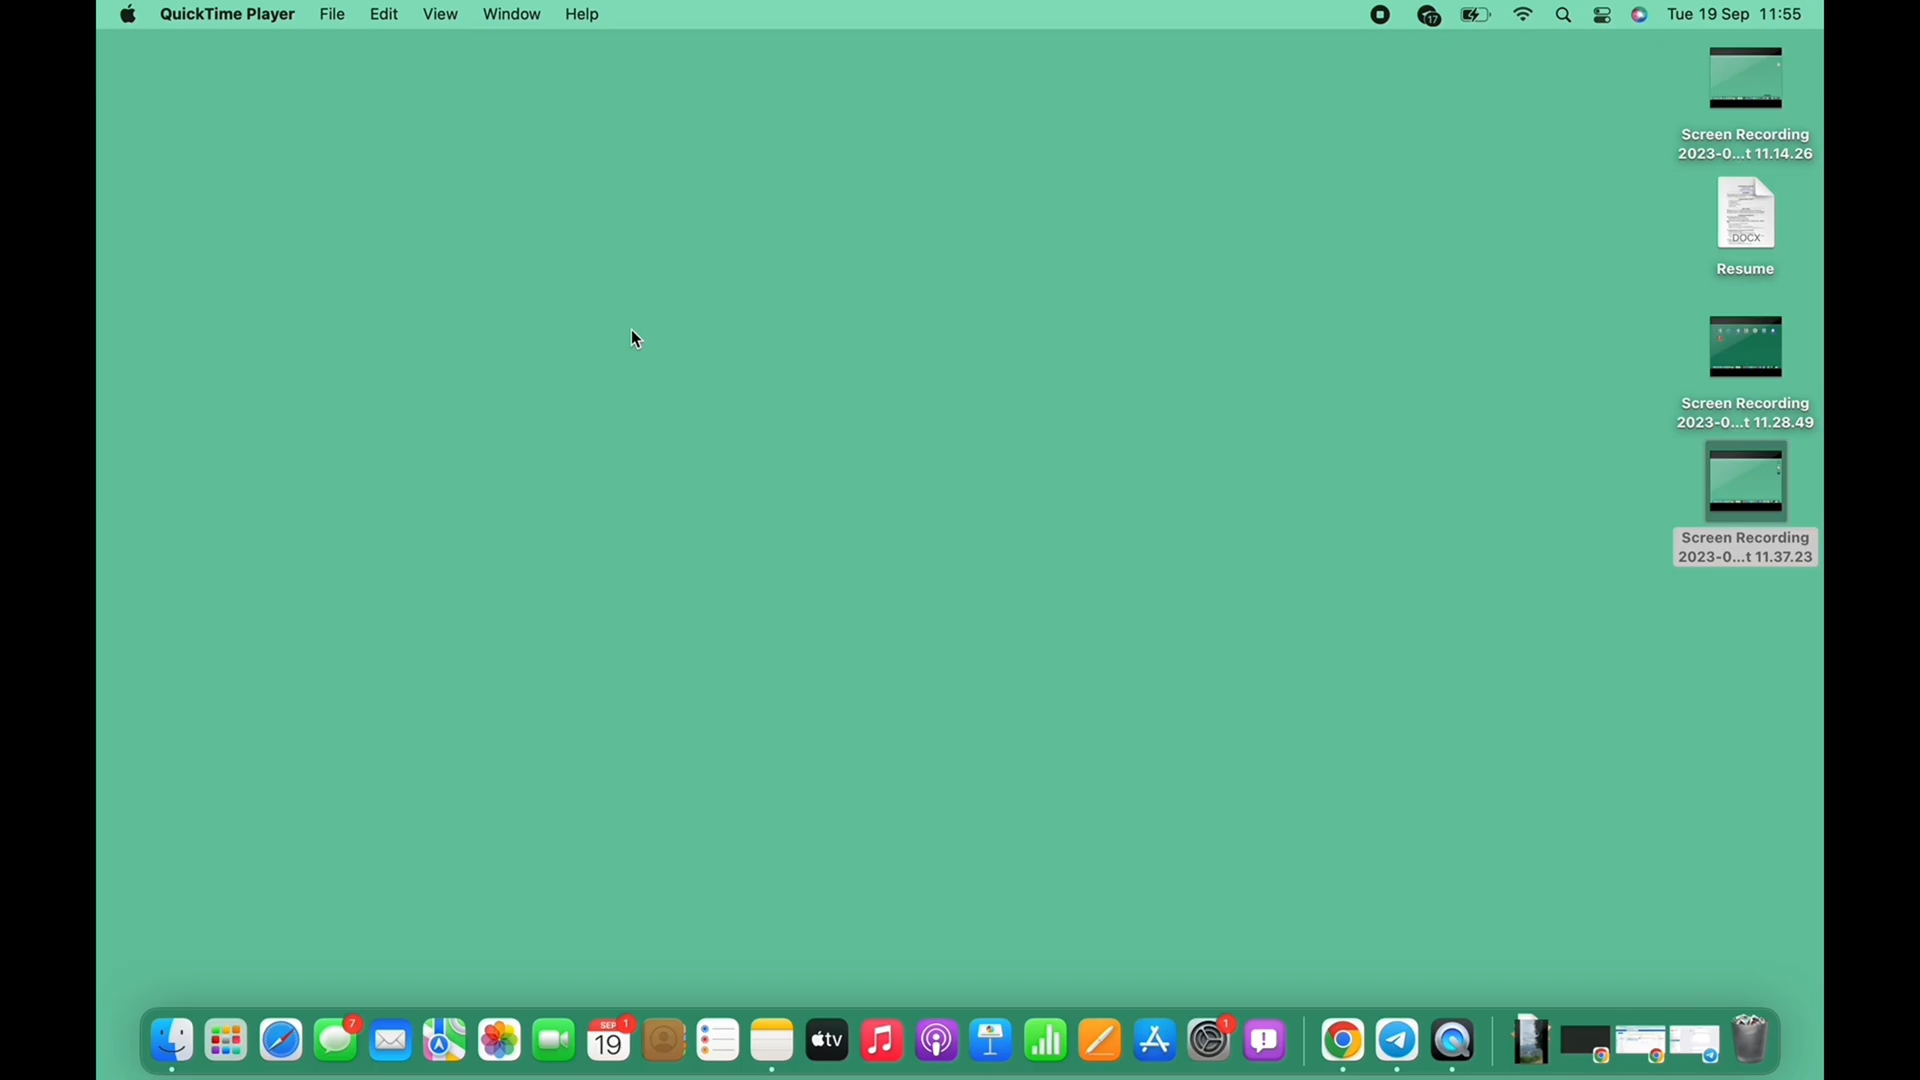 QuickTime Player File Edit View Window Help 17 Tue 19 Sep 11:55
Screen Recording
2023-0...t 11.14.26
DOCX
Resume
Screen Recording
2023-0...t 11.28.49
Screen Recording
2023-0...t 11.37.23
7
SEP
1
19
tv
1